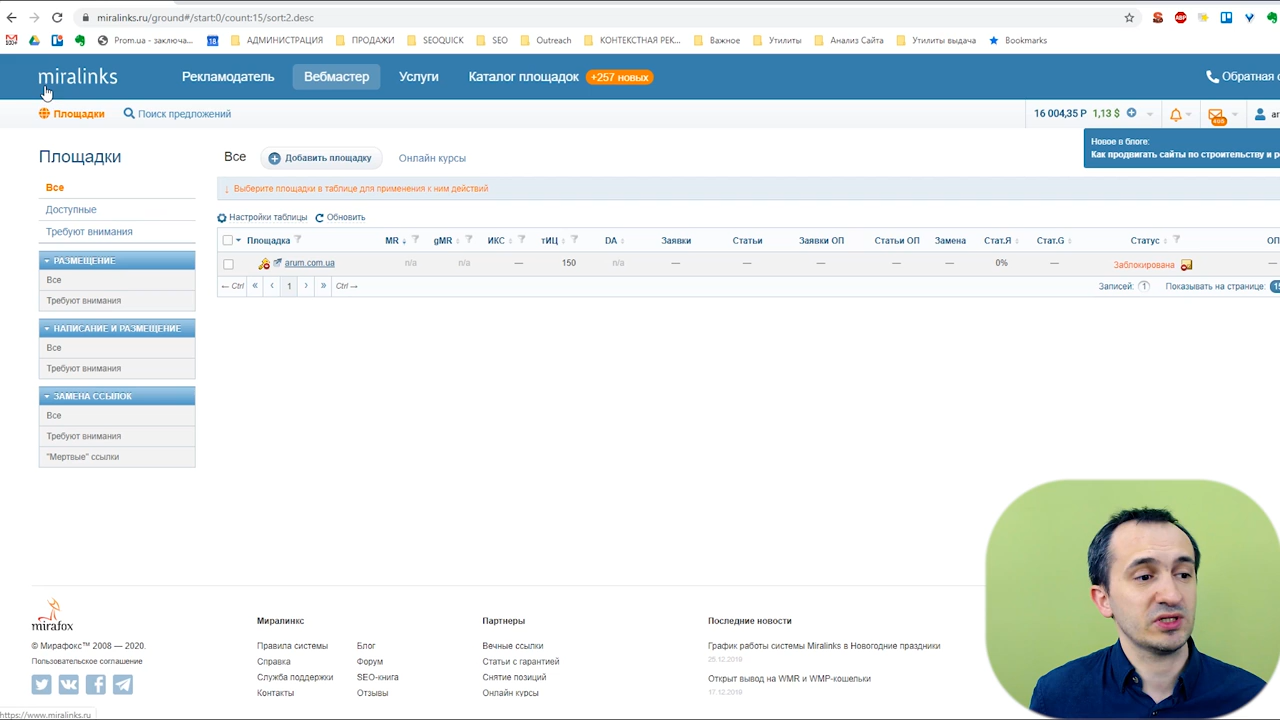 miralinks.ru/ground#/start:0/count:15/sort:2.desc
Prom.ua - заключа... АДМИНИСТРАЦИЯ ПРОДАЖИ SEOQUICK SEO Outreach КОНТЕКСТНАЯ РЕК... Важное Утилиты Анализ Сайта Утилиты выдача Bookmarks
miralinks Рекламодатель Вебмастер Услуги Каталог площадок +257 новых Обратная с
Площадки Поиск предложений 16 004,35 Р 1,13 $
Новое в блоге:
Как продвигать сайты по строительству и р
Площадки
Все Добавить площадку Онлайн курсы
Все
Доступные
Требуют внимания
РАЗМЕЩЕНИЕ
Все
Требуют внимания
НАПИСАНИЕ И РАЗМЕЩЕНИЕ
Все
Требуют внимания
ЗАМЕНА ССЫЛОК
Все
Требуют внимания
"Мертвые" ссылки
↓ Выберите площадки в таблице для применения к ним действий
Настройки таблицы Обновить
Площадка MR gMR ИКС тИЦ DA Заявки Статьи Заявки ОП Статьи ОП Замена Стат.Я Стат.G Статус ОП
arum.com.ua n/a n/a — 150 n/a — — — — — 0% — Заблокирована —
← Ctrl « ‹ 1 › » Ctrl → Записей: 1 Показывать на странице: 15
mirafox
© Мирафокс™ 2008 — 2020.
Пользовательское соглашение
Миралинкс
Правила системы Блог
Справка Форум
Служба поддержки SEO-книга
Контакты Отзывы
Партнеры
Вечные ссылки
Статьи с гарантией
Снятие позиций
Онлайн курсы
Последние новости
График работы системы Miralinks в Новогодние праздники
25.12.2019
Открыт вывод на WMR и WMP-кошельки
17.12.2019
https://www.miralinks.ru